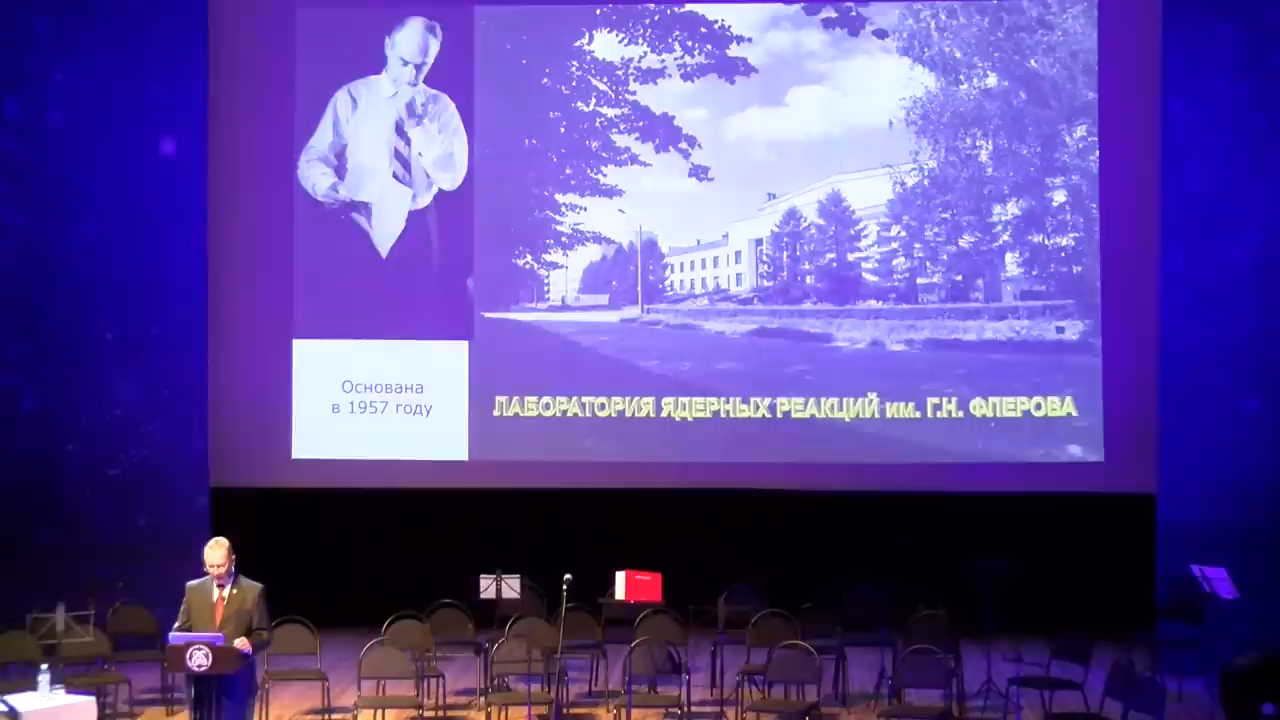 Основана
в 1957 году
ЛАБОРАТОРИЯ ЯДЕРНЫХ РЕАКЦИЙ им. Г.Н. ФЛЕРОВА